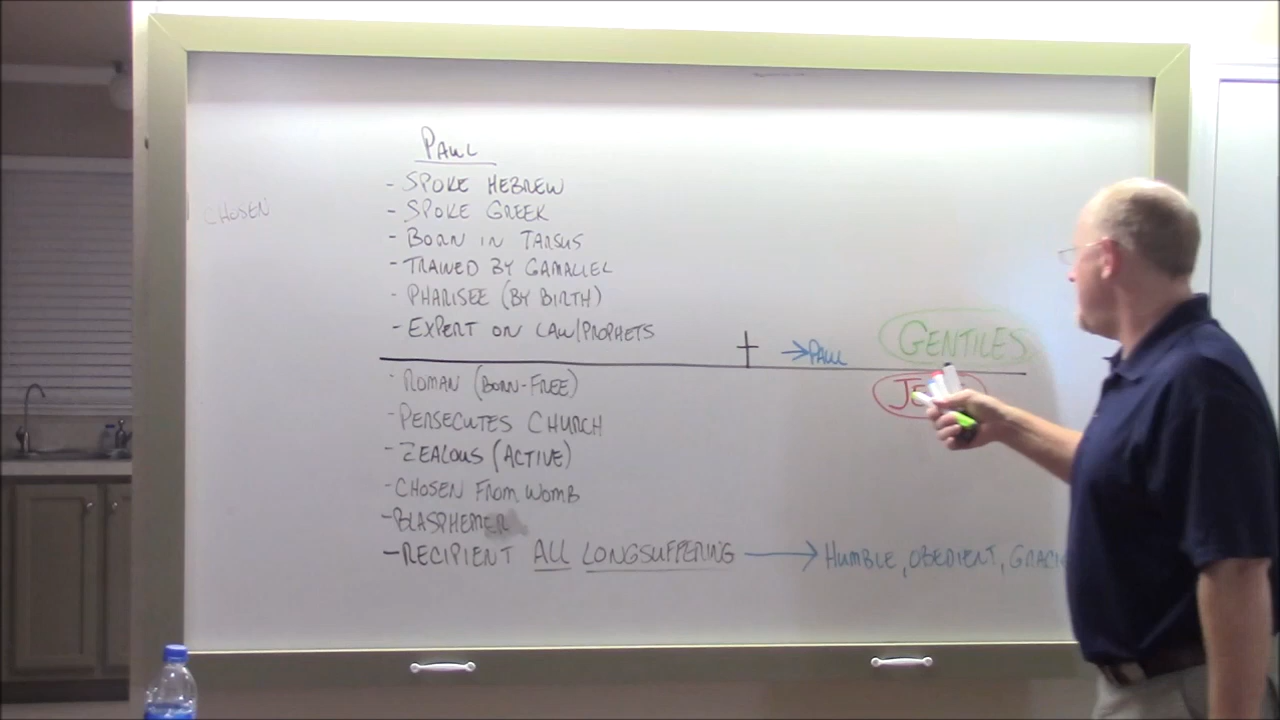 PAUL
- SPOKE HEBREW
CHOSEN
- SPOKE GREEK
- BORN IN TARSUS
- TRAINED BY GAMALIEL
- PHARISEE (BY BIRTH)
- EXPERT ON LAW/PROPHETS
→PAUL GENTILES
- ROMAN (BORN-FREE)
- PERSECUTES CHURCH
- ZEALOUS (ACTIVE)
- CHOSEN FROM WOMB
- BLASPHEMER
- RECIPIENT ALL LONGSUFFERING → HUMBLE, OBEDIENT,